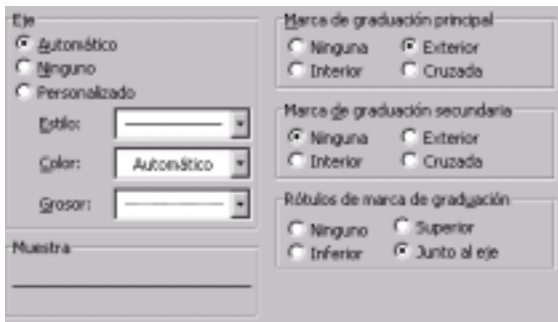 Eje
Automático
Ninguno
Personalizado
Estilo:
Color: Automático
Grosor:
Muestra
Marca de graduación principal
Ninguna Exterior
Interior Cruzada
Marca de graduación secundaria
Ninguna Exterior
Interior Cruzada
Rótulos de marca de graduación
Ninguno Superior
Inferior Junto al eje